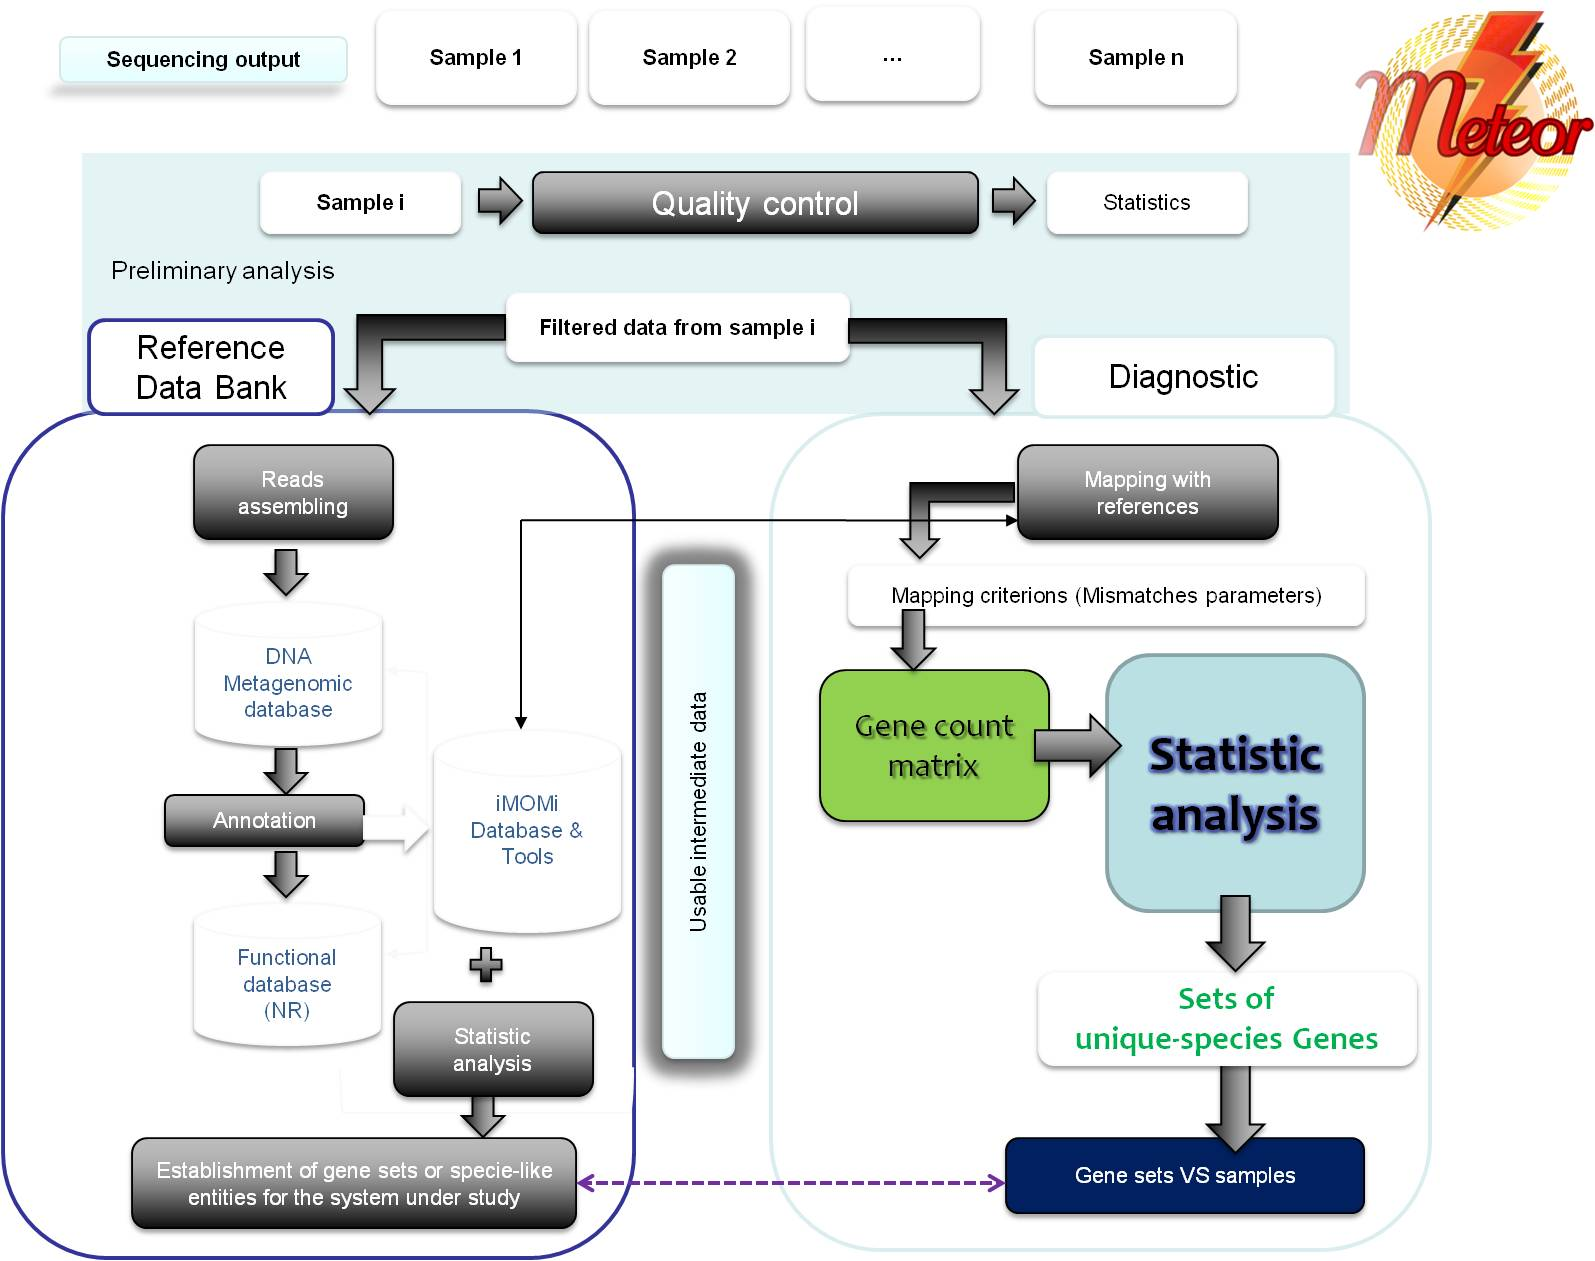 Sequencing output
Sample 1
Sample 2
...
Sample n
Meteor
Sample i
Quality control
Statistics
Preliminary analysis
Filtered data from sample i
Reference
Data Bank
Diagnostic
Reads
assembling
Mapping with
references
Mapping criterions (Mismatches parameters)
DNA
Metagenomic
database
Gene count
matrix
Statistic
analysis
Annotation
iMOMi
Database &
Tools
Usable intermediate data
Functional
database
(NR)
Statistic
analysis
Sets of
unique-species Genes
Establishment of gene sets or specie-like
entities for the system under study
Gene sets VS samples